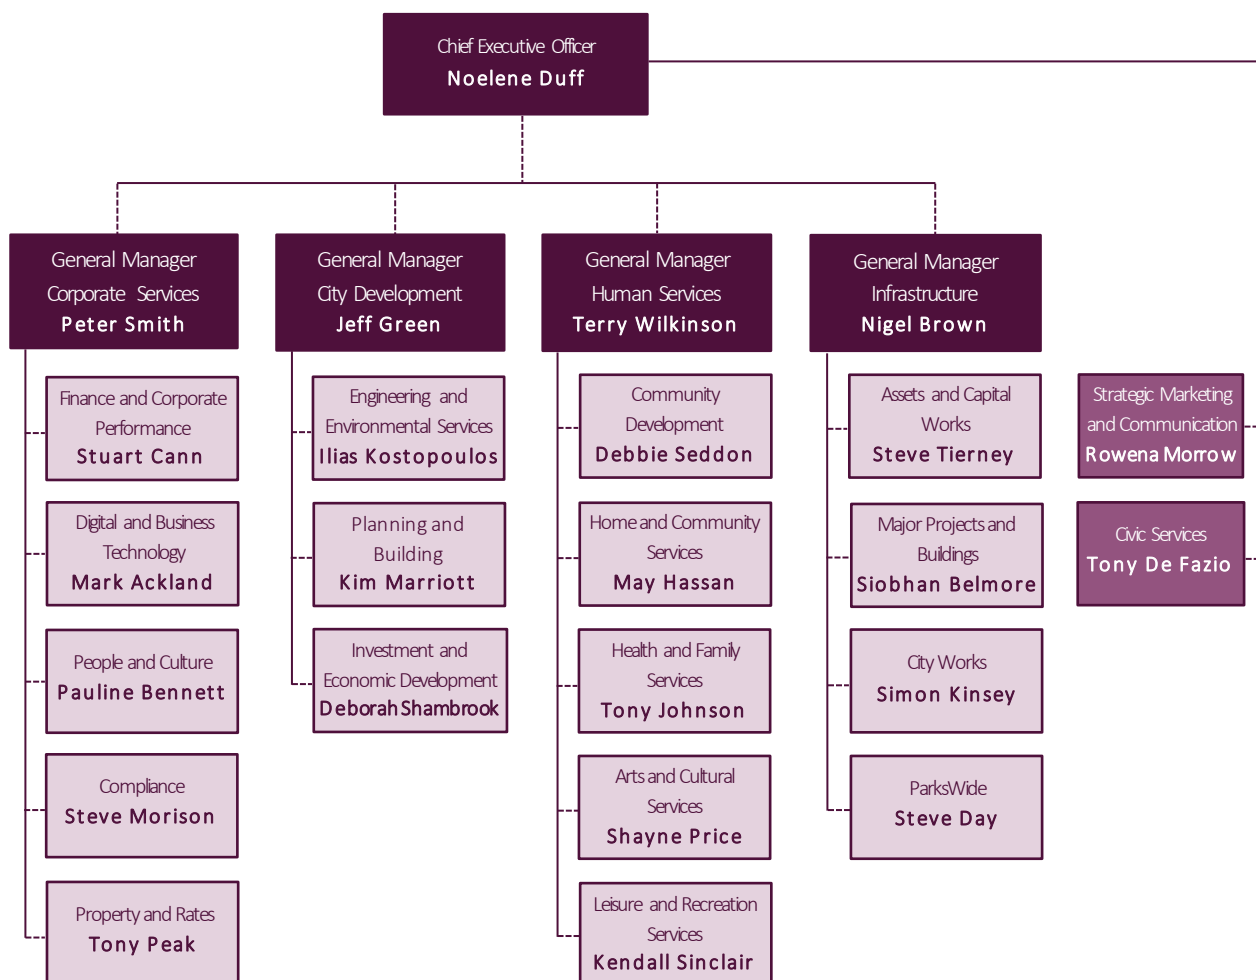 Chief Executive Officer
Noelene Duff
General Manager
Corporate Services
Peter Smith
General Manager
City Development
Jeff Green
General Manager
Human Services
Terry Wilkinson
General Manager
Infrastructure
Nigel Brown
Finance and Corporate
Performance
Stuart Cann
Digital and Business
Technology
Mark Ackland
People and Culture
Pauline Bennett
Compliance
Steve Morison
Property and Rates
Tony Peak
Engineering and
Environmental Services
Ilias Kostopoulos
Planning and
Building
Kim Marriott
Investment and
Economic Development
Deborah Shambrook
Community
Development
Debbie Seddon
Home and Community
Services
May Hassan
Health and Family
Services
Tony Johnson
Arts and Cultural
Services
Shayne Price
Leisure and Recreation
Services
Kendall Sinclair
Assets and Capital
Works
Steve Tierney
Major Projects and
Buildings
Siobhan Belmore
City Works
Simon Kinsey
ParksWide
Steve Day
Strategic Marketing
and Communication
Rowena Morrow
Civic Services
Tony De Fazio